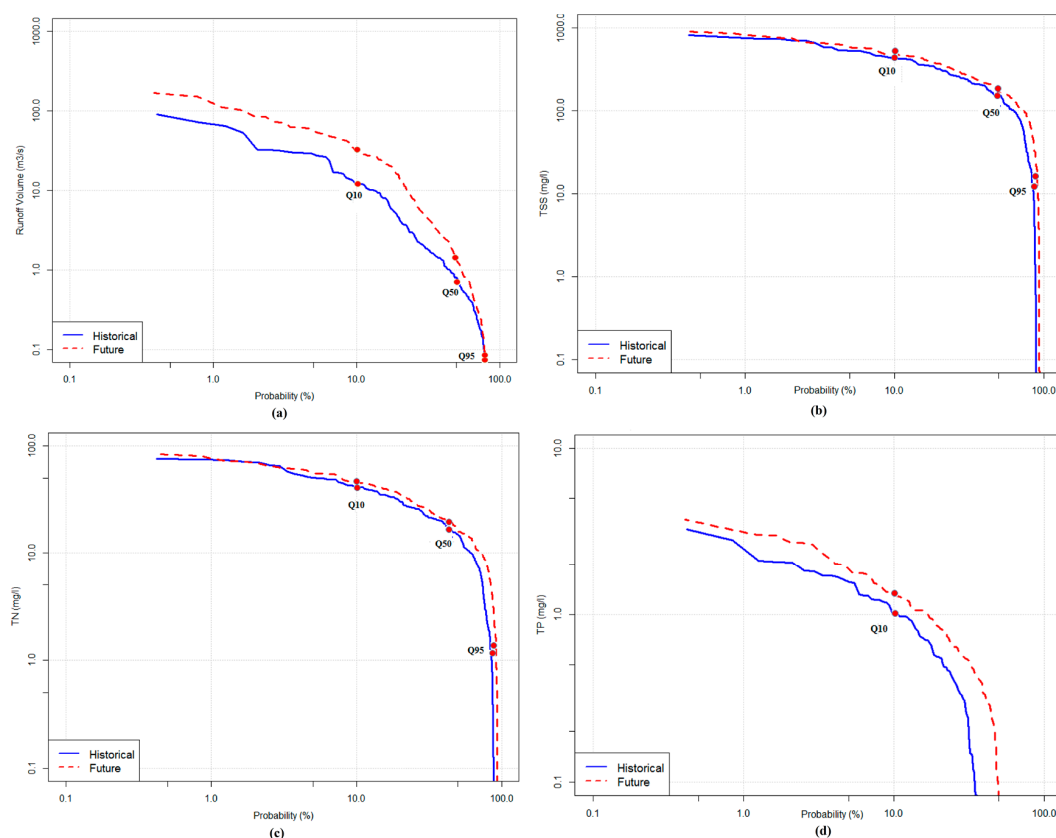 1000.0
100.0
10.0
1.0
0.1
Runoff Volume (m3/s)
Q10
Q50
Q95
Historical
Future
0.1
1.0
10.0
100.0
Probability (%)
(a)
1000.0
100.0
10.0
1.0
0.1
TSS (mg/l)
Q10
Q50
Q95
Historical
Future
0.1
1.0
10.0
100.0
Probability (%)
(b)
100.0
10.0
1.0
0.1
TN (mg/l)
Q10
Q50
Q95
Historical
Future
0.1
1.0
10.0
100.0
Probability (%)
(c)
10.0
1.0
0.1
TP (mg/l)
Q10
Historical
Future
0.1
1.0
10.0
100.0
Probability (%)
(d)